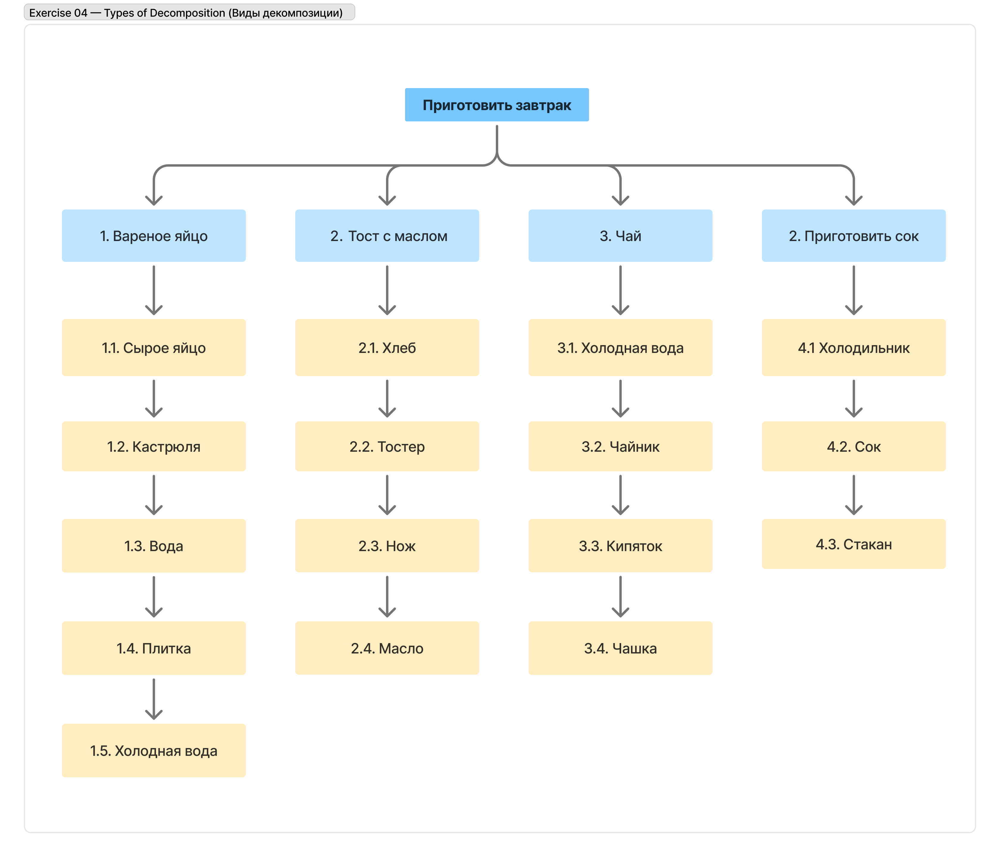 Exercise 04 — Types of Decomposition (Виды декомпозиции)
Приготовить завтрак
1. Вареное яйцо
2. Тост с маслом
3. Чай
2. Приготовить сок
1.1. Сырое яйцо
2.1. Хлеб
3.1. Холодная вода
4.1 Холодильник
1.2. Кастрюля
2.2. Тостер
3.2. Чайник
4.2. Сок
1.3. Вода
2.3. Нож
3.3. Кипяток
4.3. Стакан
1.4. Плитка
2.4. Масло
3.4. Чашка
1.5. Холодная вода